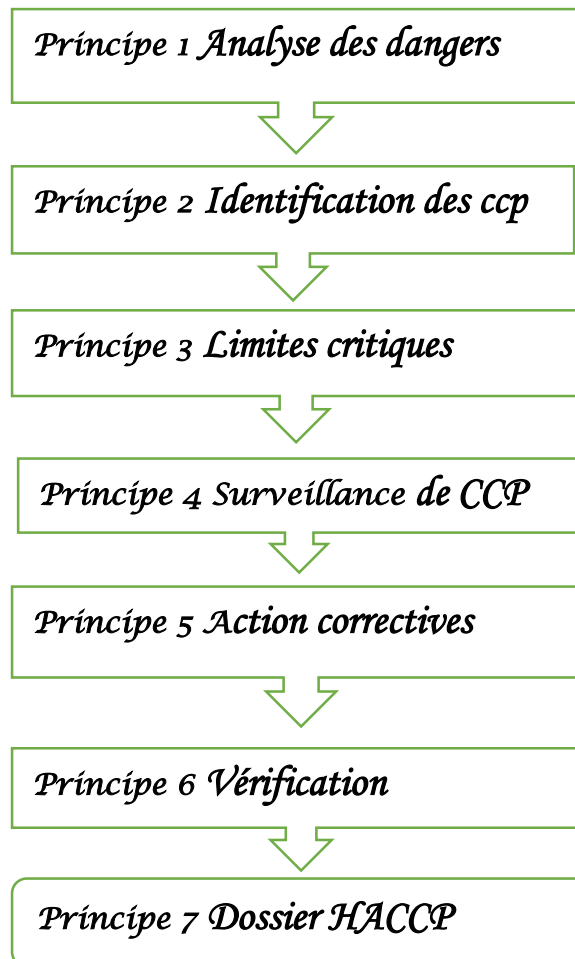 Principe 1 Analyse des dangers
Principe 2 Identification des ccp
Principe 3 Limites critiques
Principe 4 Surveillance de CCP
Principe 5 Action correctives
Principe 6 Vérification
Principe 7 Dossier HACCP